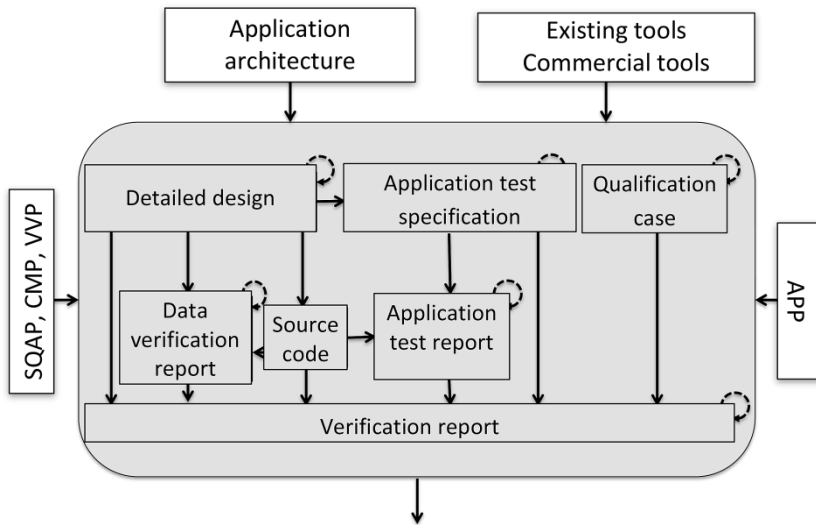 Application
architecture
Existing tools
Commercial tools
SQAP, CMP, VVP
Detailed design
Application test
specification
Qualification
case
APP
Data
verification
report
Source
code
Application
test report
Verification report